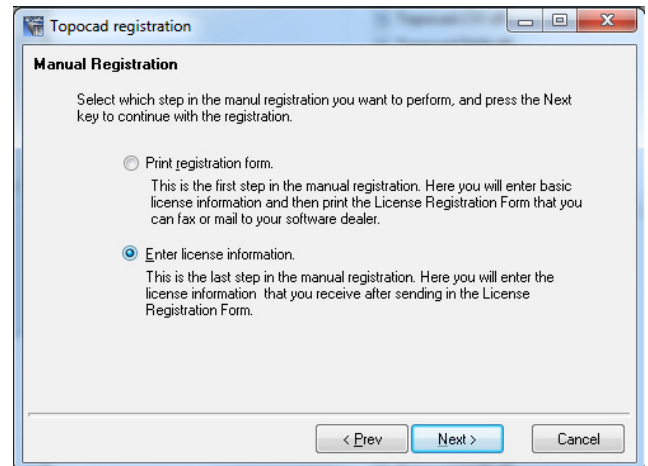 Topocad registration
Manual Registration
Select which step in the manul registration you want to perform, and press the Next
key to continue with the registration.
Print registration form.
This is the first step in the manual registration. Here you will enter basic
license information and then print the License Registration Form that you
can fax or mail to your software dealer.
Enter license information.
This is the last step in the manual registration. Here you will enter the
license information that you receive after sending in the License
Registration Form.
< Prev
Next >
Cancel